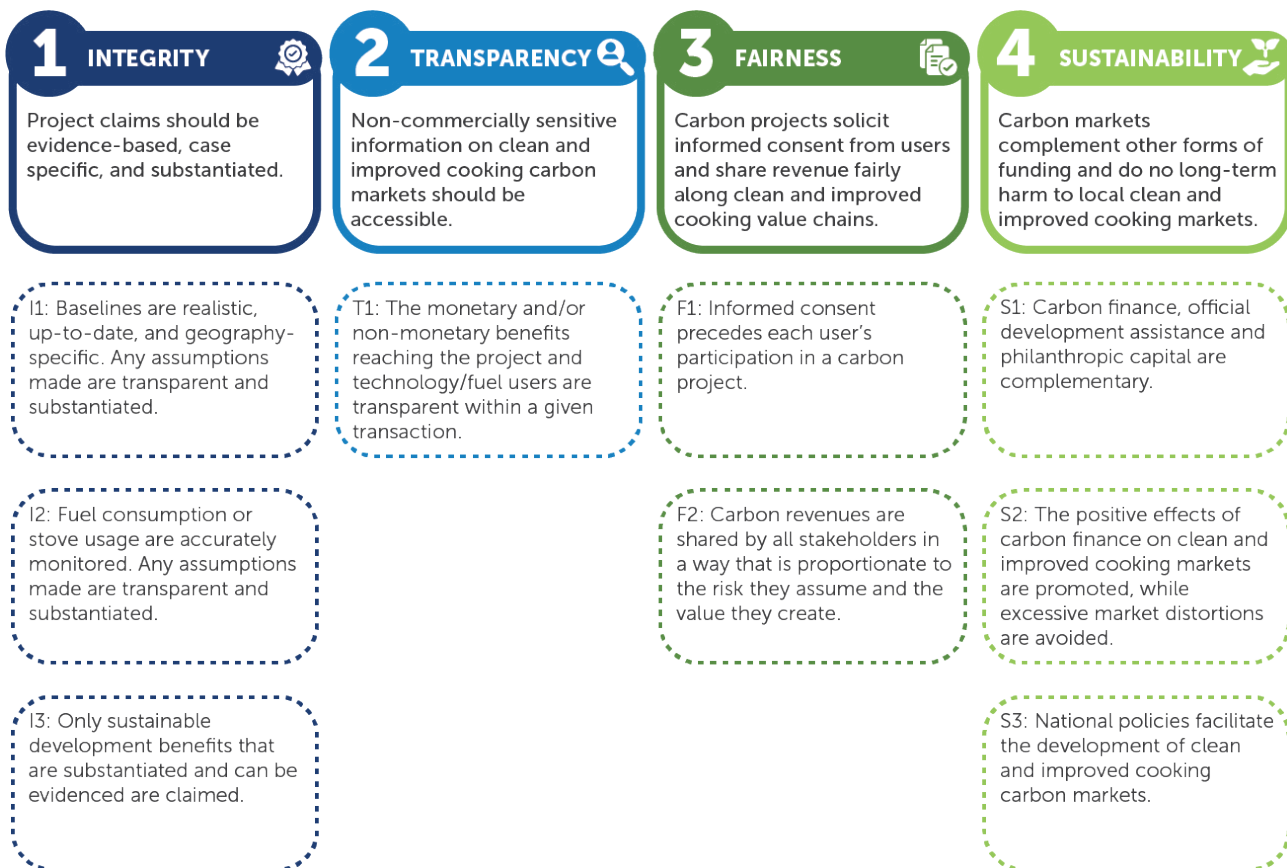 1 INTEGRITY
Project claims should be
evidence-based, case
specific, and substantiated.
2 TRANSPARENCY
Non-commercially sensitive
information on clean and
improved cooking carbon
markets should be
accessible.
3 FAIRNESS
Carbon projects solicit
informed consent from users
and share revenue fairly
along clean and improved
cooking value chains.
4 SUSTAINABILITY
Carbon markets
complement other forms of
funding and do no long-term
harm to local clean and
improved cooking markets.
I1: Baselines are realistic,
up-to-date, and geography-
specific. Any assumptions
made are transparent and
substantiated.
T1: The monetary and/or
non-monetary benefits
reaching the project and
technology/fuel users are
transparent within a given
transaction.
F1: Informed consent
precedes each user’s
participation in a carbon
project.
S1: Carbon finance, official
development assistance and
philanthropic capital are
complementary.
I2: Fuel consumption or
stove usage are accurately
monitored. Any assumptions
made are transparent and
substantiated.
F2: Carbon revenues are
shared by all stakeholders in
a way that is proportionate to
the risk they assume and the
value they create.
S2: The positive effects of
carbon finance on clean and
improved cooking markets
are promoted, while
excessive market distortions
are avoided.
I3: Only sustainable
development benefits that
are substantiated and can be
evidenced are claimed.
S3: National policies facilitate
the development of clean
and improved cooking
carbon markets.